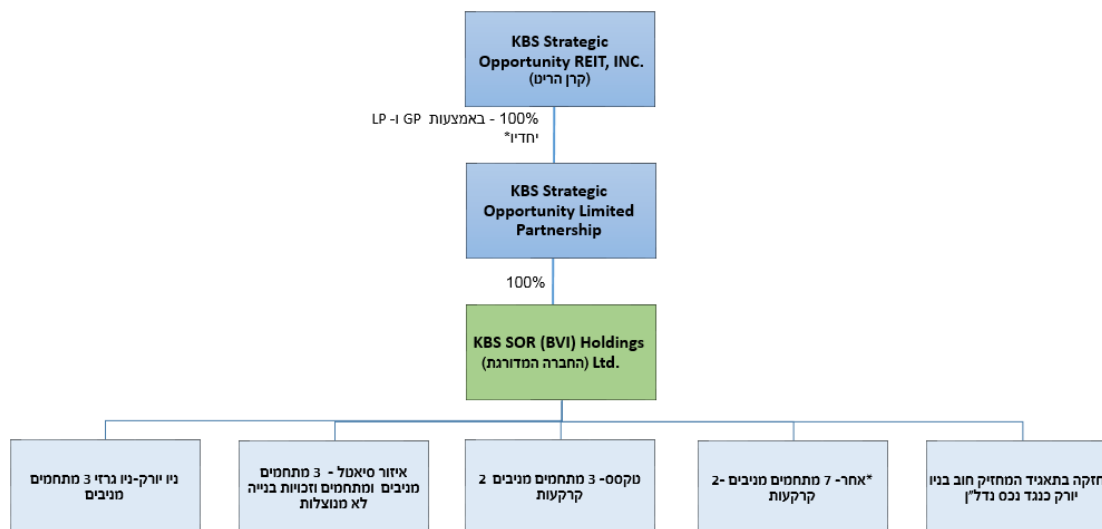 KBS Strategic
Opportunity REIT, INC.
(קרן הריט)
100% - באמצעות GP ו- LP
יחדיו*
KBS Strategic
Opportunity Limited
Partnership
100%
KBS SOR (BVI) Holdings
Ltd. (החברה המדורגת)
ניו יורק-ניו גרזי 3 מתחמים
מניבים
איזור סיאטל - 3 מתחמים
מניבים ומתחמים וזכויות בנייה
לא מנוצלות
טקסס- 3 מתחמים מניבים 2
קרקעות
*אחר- 7 מתחמים מניבים -2
קרקעות
חזקה בתאגיד המחזיק חוב בניו
יורק כנגד נכס נדל"ן